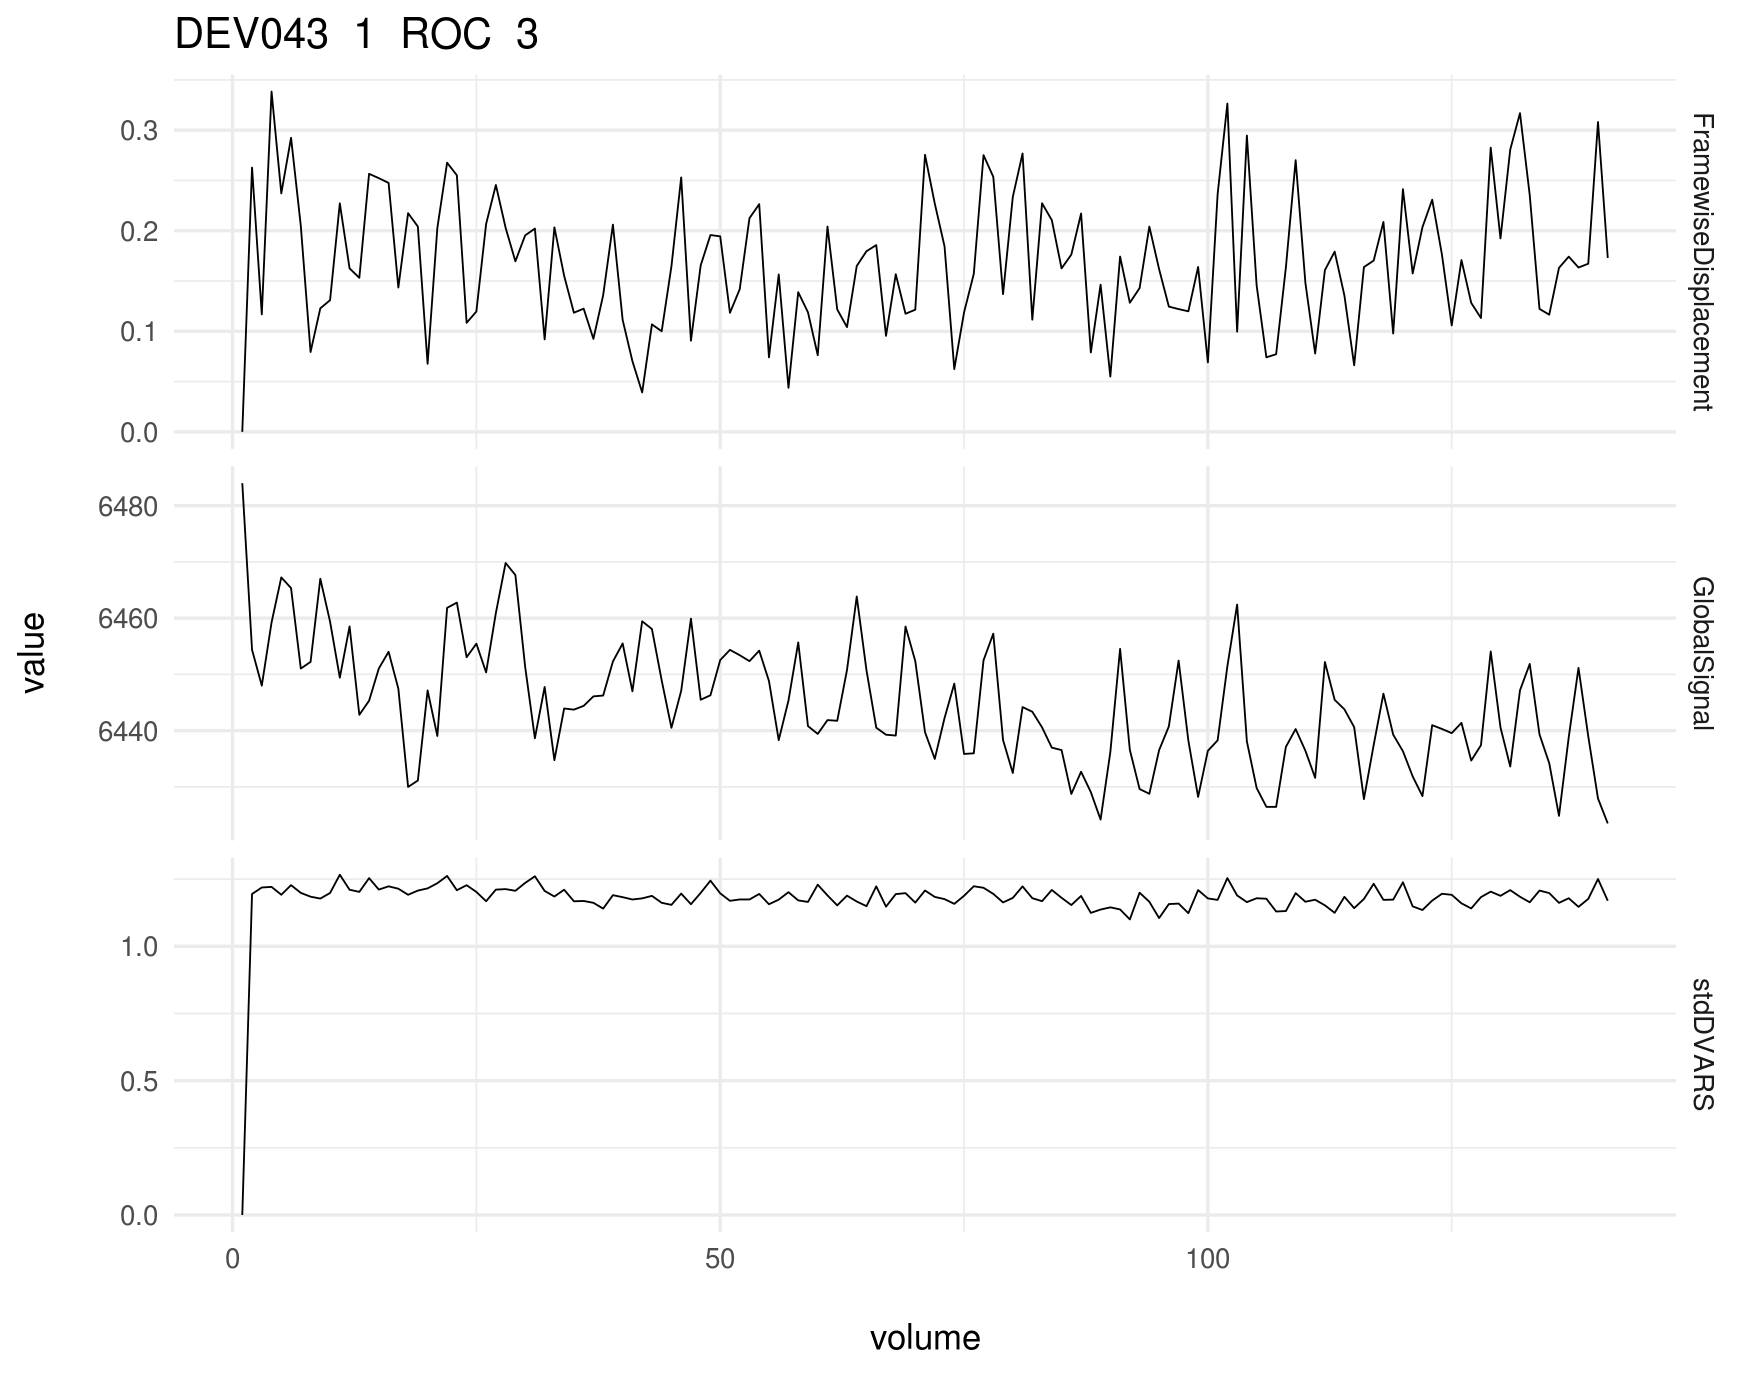 DEV043 1 ROC 3
0.3
0.2
0.1
0.0
FramewiseDisplacement
6480
6460
6440
GlobalSignal
value
1.0
0.5
0.0
stdDVARS
0 50 100
volume